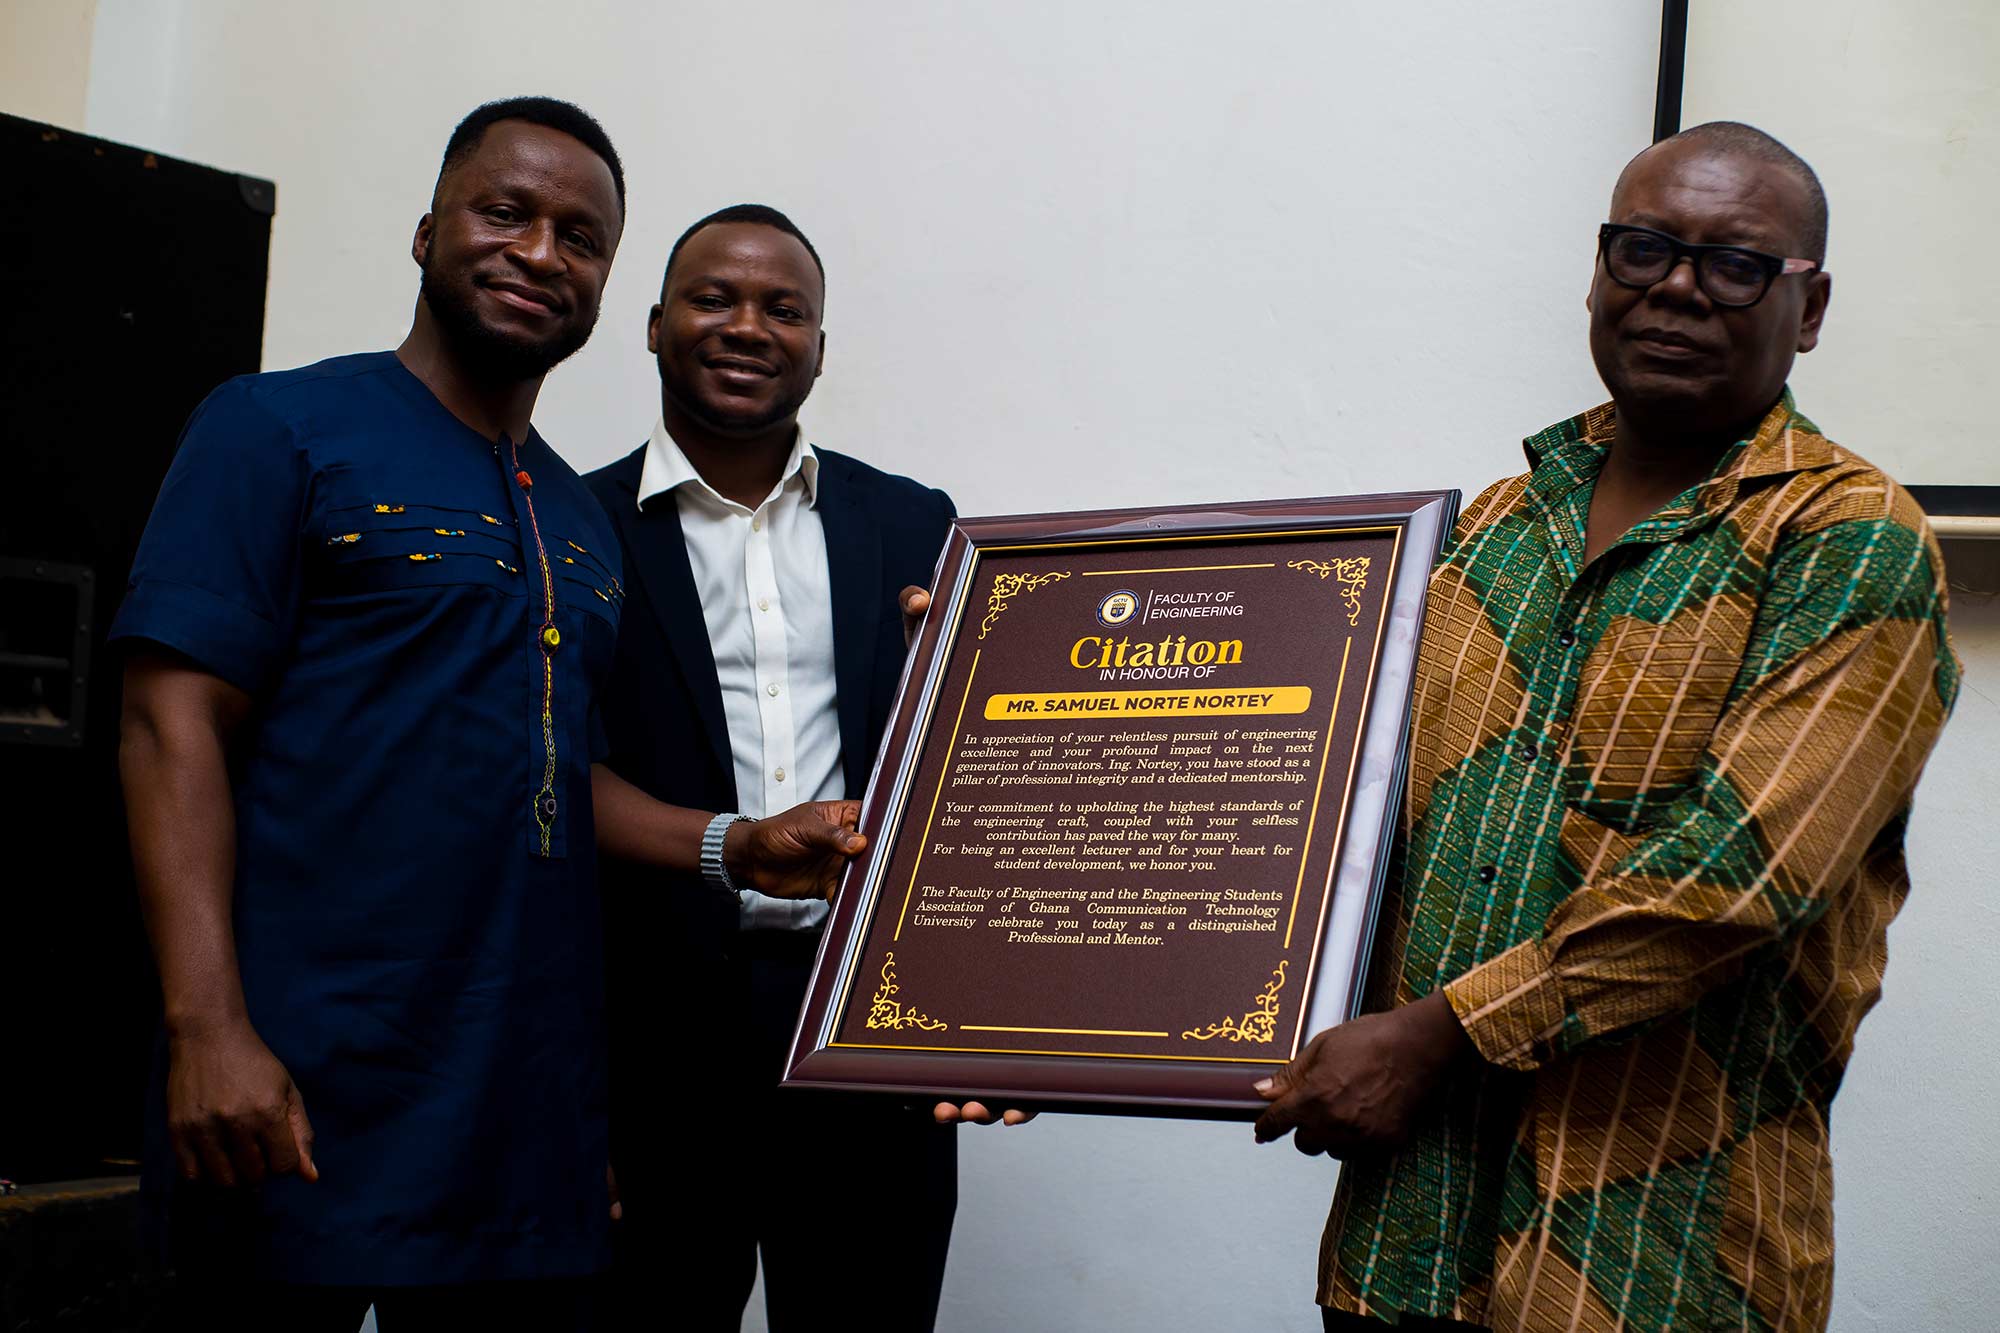 GCTU
FACULTY OF
ENGINEERING
Citation
IN HONOUR OF
MR. SAMUEL NORTE NORTEY
In appreciation of your relentless pursuit of engineering
excellence and your profound impact on the next
generation of innovators. Ing. Nortey, you have stood as a
pillar of professional integrity and a dedicated mentorship.
Your commitment to upholding the highest standards of
the engineering craft, coupled with your selfless
contribution has paved the way for many.
For being an excellent lecturer and for your heart for
student development, we honor you.
The Faculty of Engineering and the Engineering Students
Association of Ghana Communication Technology
University celebrate you today as a distinguished
Professional and Mentor.